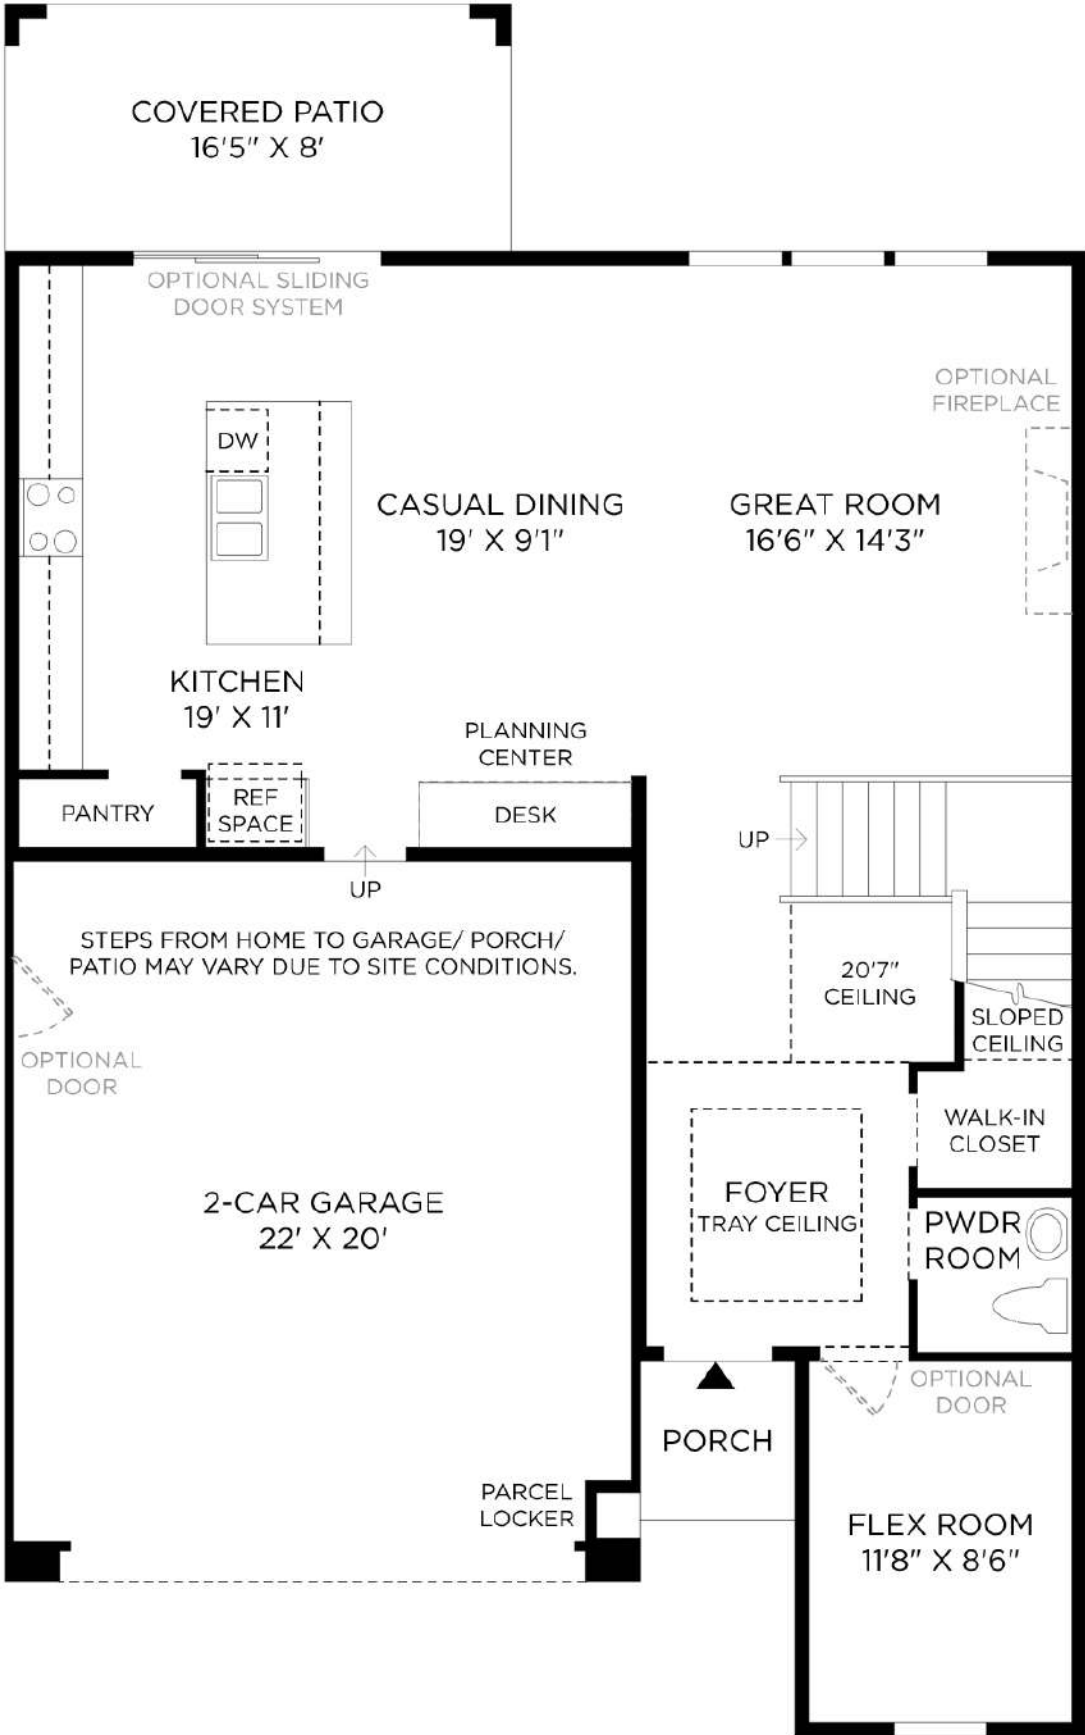 COVERED PATIO
16'5" X 8'
OPTIONAL SLIDING
DOOR SYSTEM
OPTIONAL
FIREPLACE
DW
CASUAL DINING
19' X 9'1"
GREAT ROOM
16'6" X 14'3"
KITCHEN
19' X 11'
PLANNING
CENTER
PANTRY
REF
SPACE
DESK
UP
UP
STEPS FROM HOME TO GARAGE/ PORCH/
PATIO MAY VARY DUE TO SITE CONDITIONS.
20'7"
CEILING
SLOPED
CEILING
OPTIONAL
DOOR
WALK-IN
CLOSET
2-CAR GARAGE
22' X 20'
FOYER
TRAY CEILING
PWDR
ROOM
OPTIONAL
DOOR
PORCH
PARCEL
LOCKER
FLEX ROOM
11'8" X 8'6"